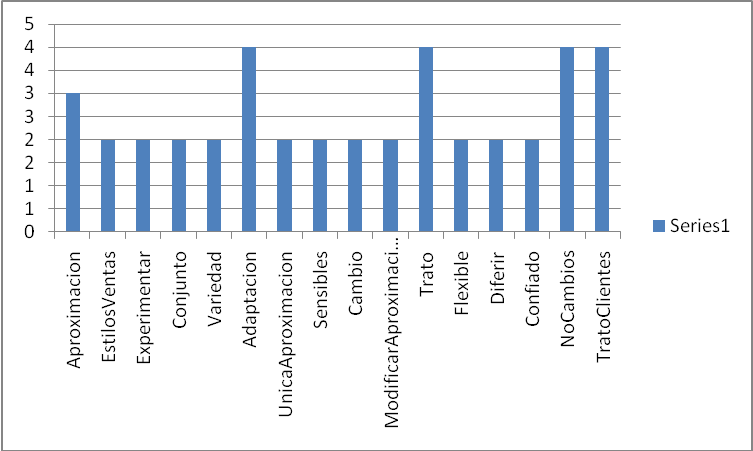 5
4
4
3
3
2
2
1
1
0
Aproximacion
EstilosVentas
Experimentar
Conjunto
Variedad
Adaptacion
UnicaAproximacion
Sensibles
Cambio
ModificarAproximaci...
Trato
Flexible
Diferir
Confiado
NoCambios
TratoClientes
Series1